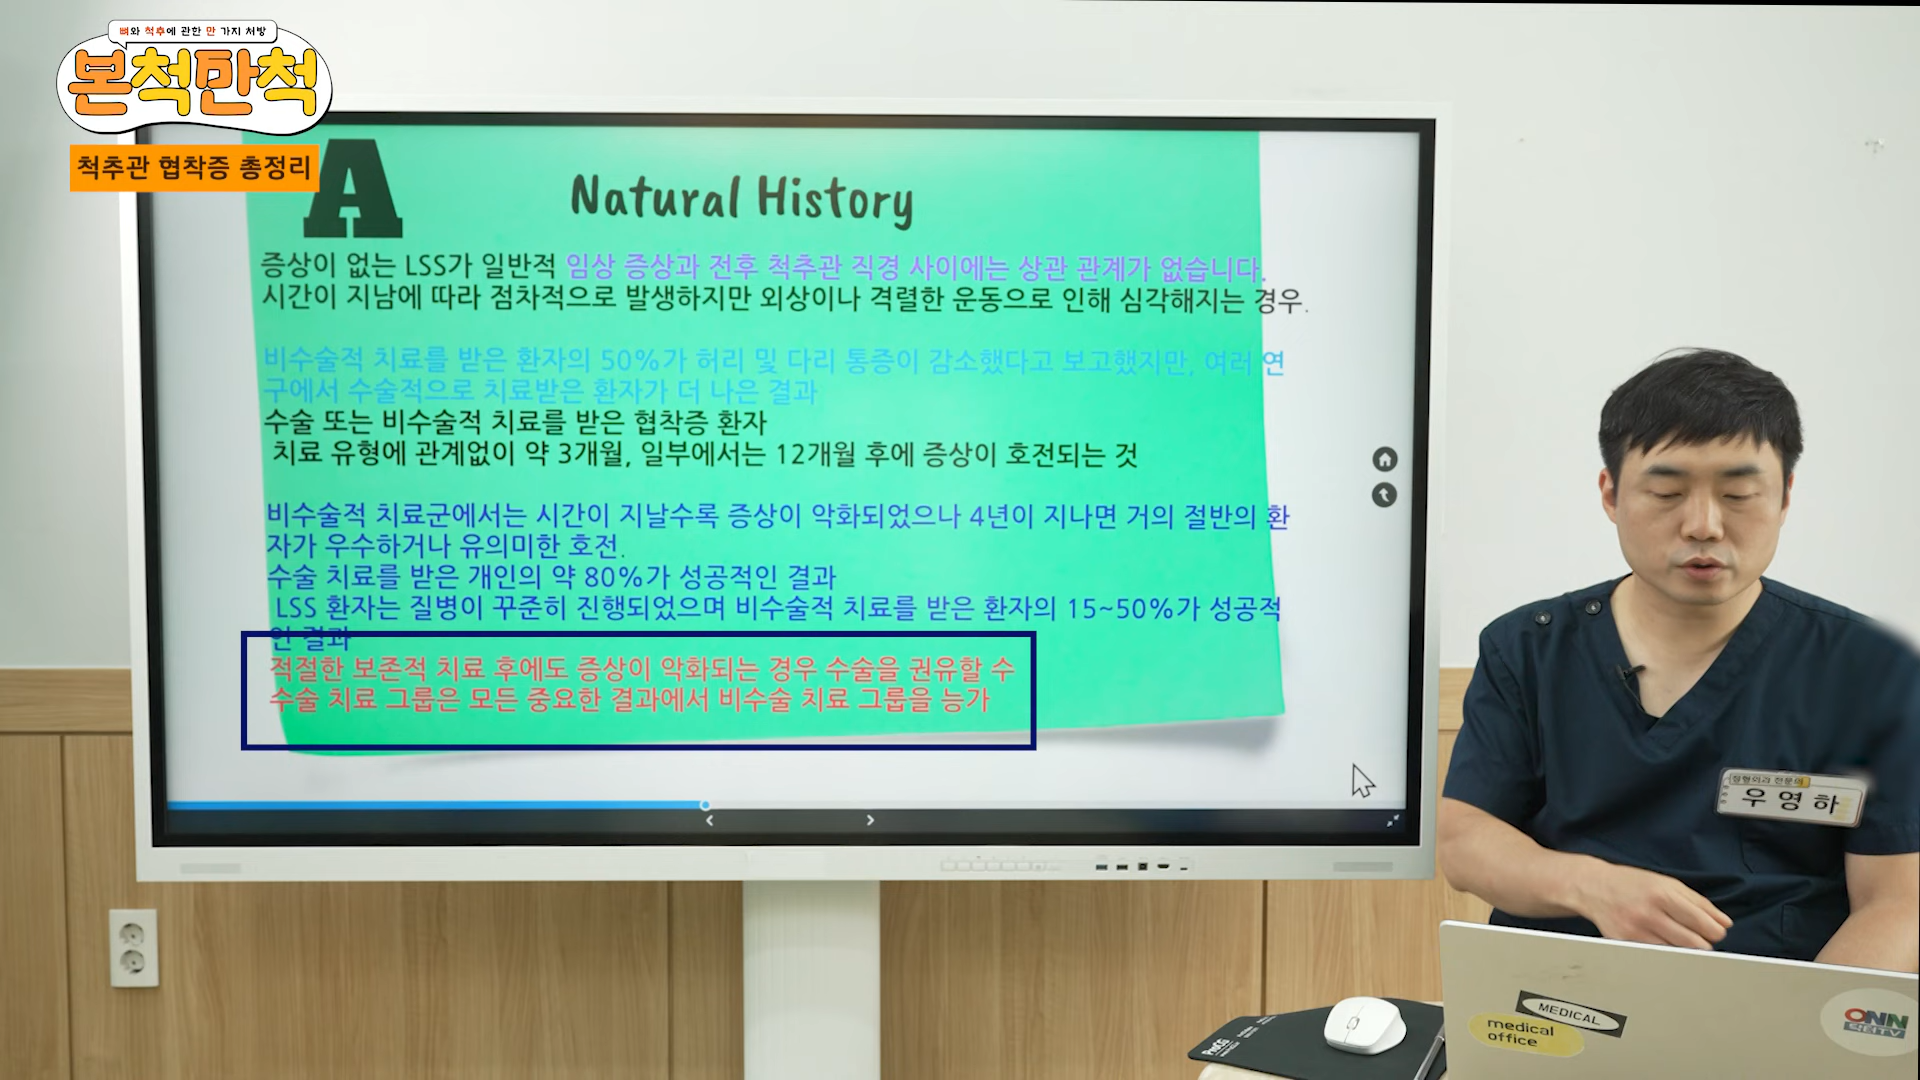 뼈와 척추에 관한 만 가지 처방
본척만척
척추관 협착증 총정리
A
Natural History
증상이 없는 LSS가 일반적 임상 증상과 전후 척추관 직경 사이에는 상관 관계가 없습니다.
시간이 지남에 따라 점차적으로 발생하지만 외상이나 격렬한 운동으로 인해 심각해지는 경우.
비수술적 치료를 받은 환자의 50%가 허리 및 다리 통증이 감소했다고 보고했지만, 여러 연
구에서 수술적으로 치료받은 환자가 더 나은 결과
수술 또는 비수술적 치료를 받은 협착증 환자
치료 유형에 관계없이 약 3개월, 일부에서는 12개월 후에 증상이 호전되는 것
비수술적 치료군에서는 시간이 지날수록 증상이 악화되었으나 4년이 지나면 거의 절반의 환
자가 우수하거나 유의미한 호전.
수술 치료를 받은 개인의 약 80%가 성공적인 결과
LSS 환자는 질병이 꾸준히 진행되었으며 비수술적 치료를 받은 환자의 15~50%가 성공적
인 결과
적절한 보존적 치료 후에도 증상이 악화되는 경우 수술을 권유할 수
수술 치료 그룹은 모든 중요한 결과에서 비수술 치료 그룹을 능가
정형외과 전문의
우영하
MEDICAL
medical
office
ONN
닥터TV
ProCG